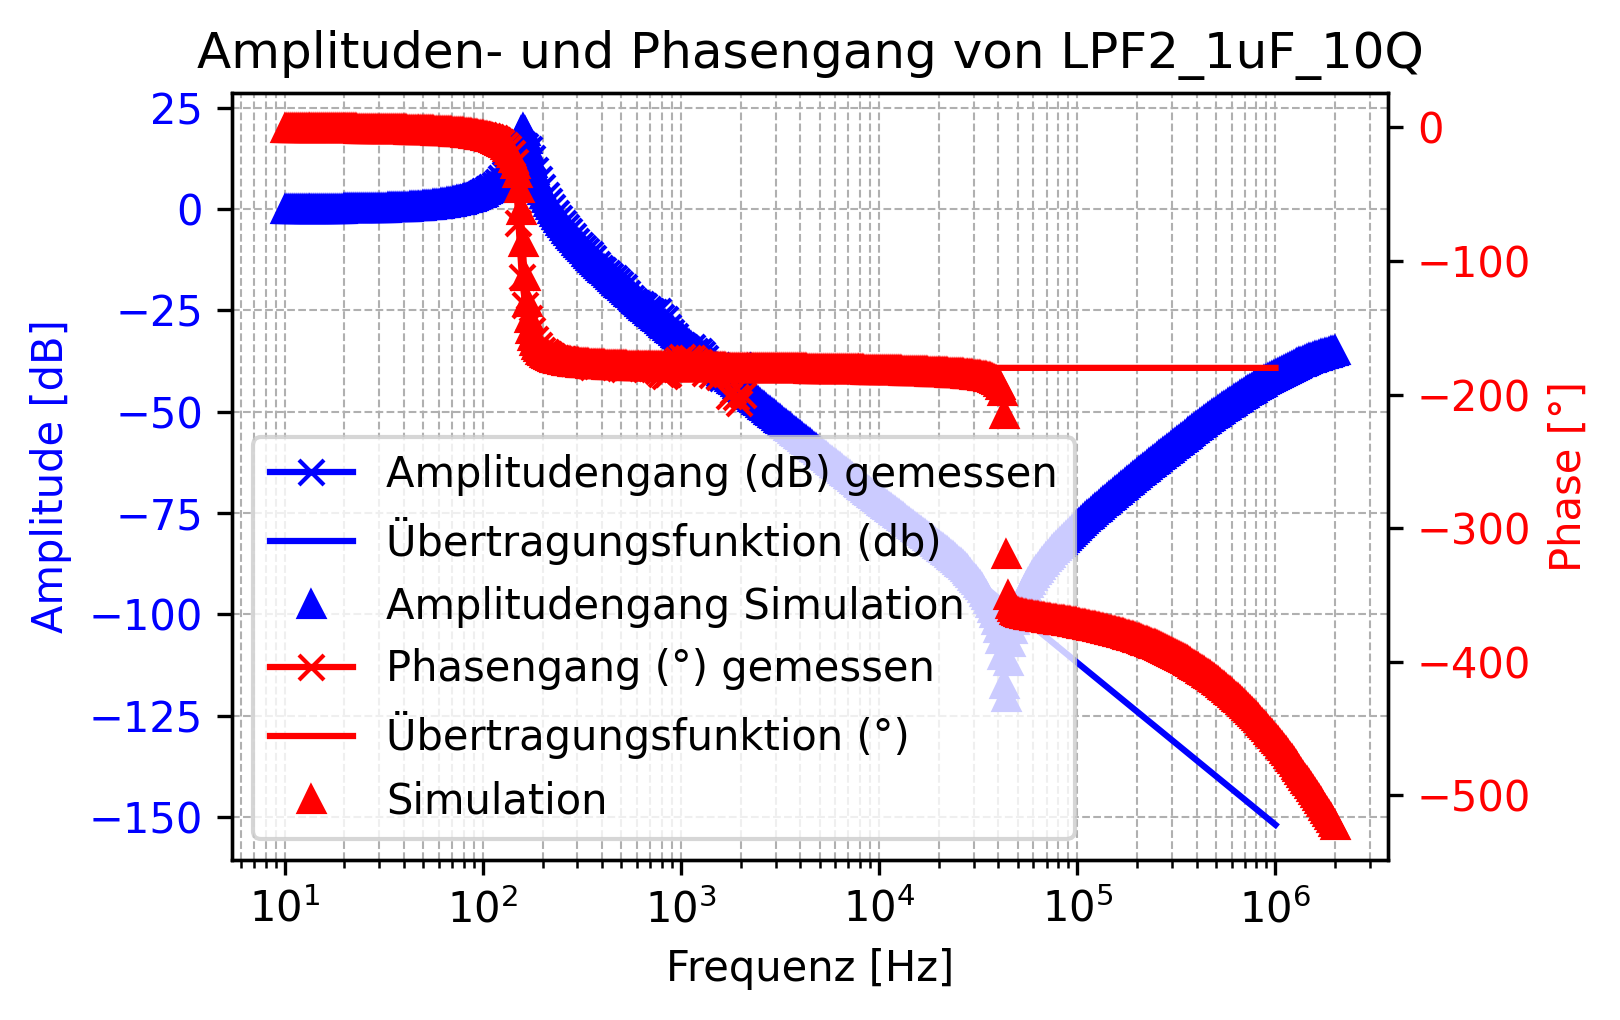 Amplituden- und Phasengang von LPF2_1uF_10Q
Amplitude [dB]
25
0
−25
−50
−75
−100
−125
−150
Amplitudengang (dB) gemessen
Übertragungsfunktion (db)
Amplitudengang Simulation
Phasengang (°) gemessen
Übertragungsfunktion (°)
Simulation
0
−100
−200
−300
−400
−500
Phase [°]
10¹ 10² 10³ 10⁴ 10⁵ 10⁶
Frequenz [Hz]